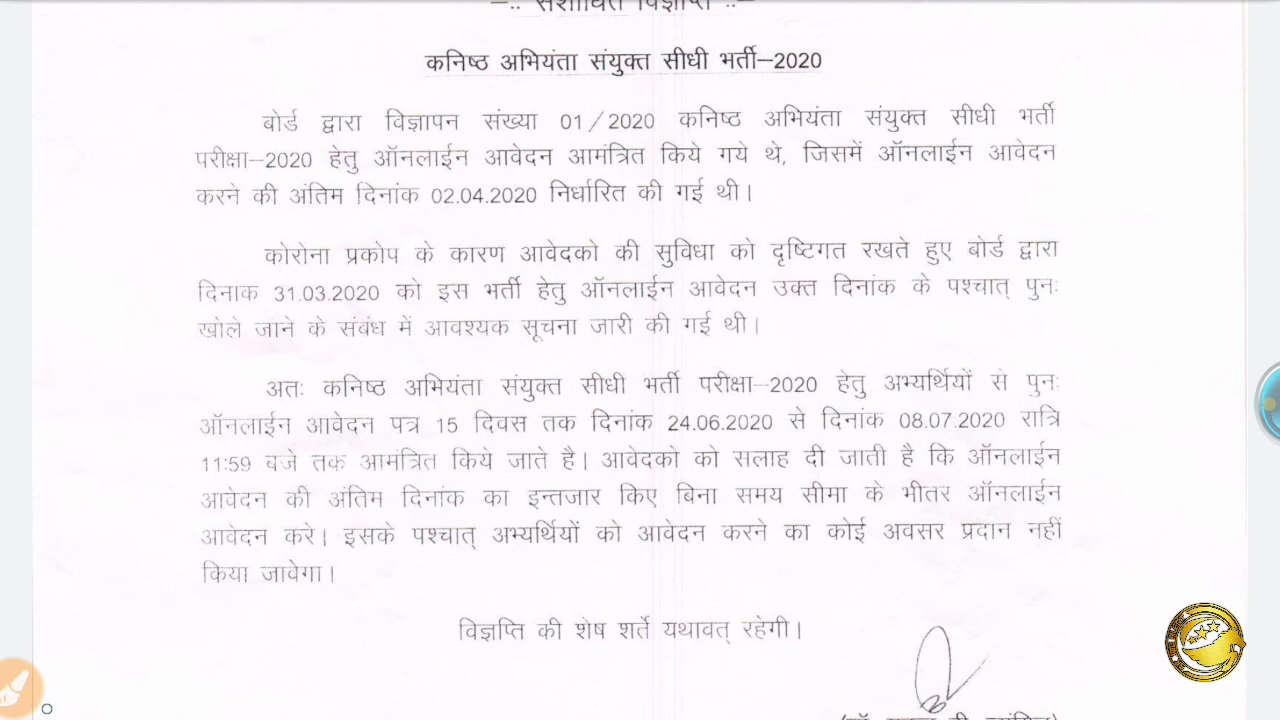 —.. संशोधित विज्ञप्ति ..—
कनिष्ठ अभियंता संयुक्त सीधी भर्ती–2020
बोर्ड द्वारा विज्ञापन संख्या 01/2020 कनिष्ठ अभियंता संयुक्त सीधी भर्ती
परीक्षा–2020 हेतु ऑनलाईन आवेदन आमंत्रित किये गये थे, जिसमें ऑनलाईन आवेदन
करने की अंतिम दिनांक 02.04.2020 निर्धारित की गई थी।
कोरोना प्रकोप के कारण आवेदको की सुविधा को दृष्टिगत रखते हुए बोर्ड द्वारा
दिनाक 31.03.2020 को इस भर्ती हेतु ऑनलाईन आवेदन उक्त दिनांक के पश्चात् पुनः
खोले जाने के संबंध में आवश्यक सूचना जारी की गई थी।
अतः कनिष्ठ अभियंता संयुक्त सीधी भर्ती परीक्षा–2020 हेतु अभ्यर्थियों से पुनः
ऑनलाईन आवेदन पत्र 15 दिवस तक दिनांक 24.06.2020 से दिनांक 08.07.2020 रात्रि
11:59 बजे तक आमंत्रित किये जाते है। आवेदको को सलाह दी जाती है कि ऑनलाईन
आवेदन की अंतिम दिनांक का इन्तजार किए बिना समय सीमा के भीतर ऑनलाईन
आवेदन करे। इसके पश्चात् अभ्यर्थियों को आवेदन करने का कोई अवसर प्रदान नहीं
किया जावेगा।
विज्ञप्ति की शेष शर्ते यथावत् रहेगी।